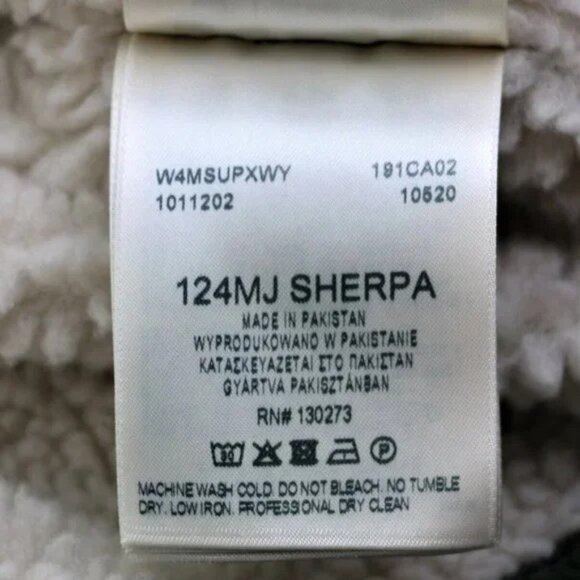 W4MSUPXWY 191CA02
1011202 10520
124MJ SHERPA
MADE IN PAKISTAN
WYPRODUKOWANO W PAKISTANIE
ΚΑΤΑΣΚΕΥΑΖΕΤΑΙ ΣΤΟ ΠΑΚΙΣΤΑΝ
GYÁRTVA PAKISZTÁNBAN
RN# 130273
30 P
MACHINE WASH COLD. DO NOT BLEACH. NO TUMBLE
DRY. LOW IRON. PROFESSIONAL DRY CLEAN